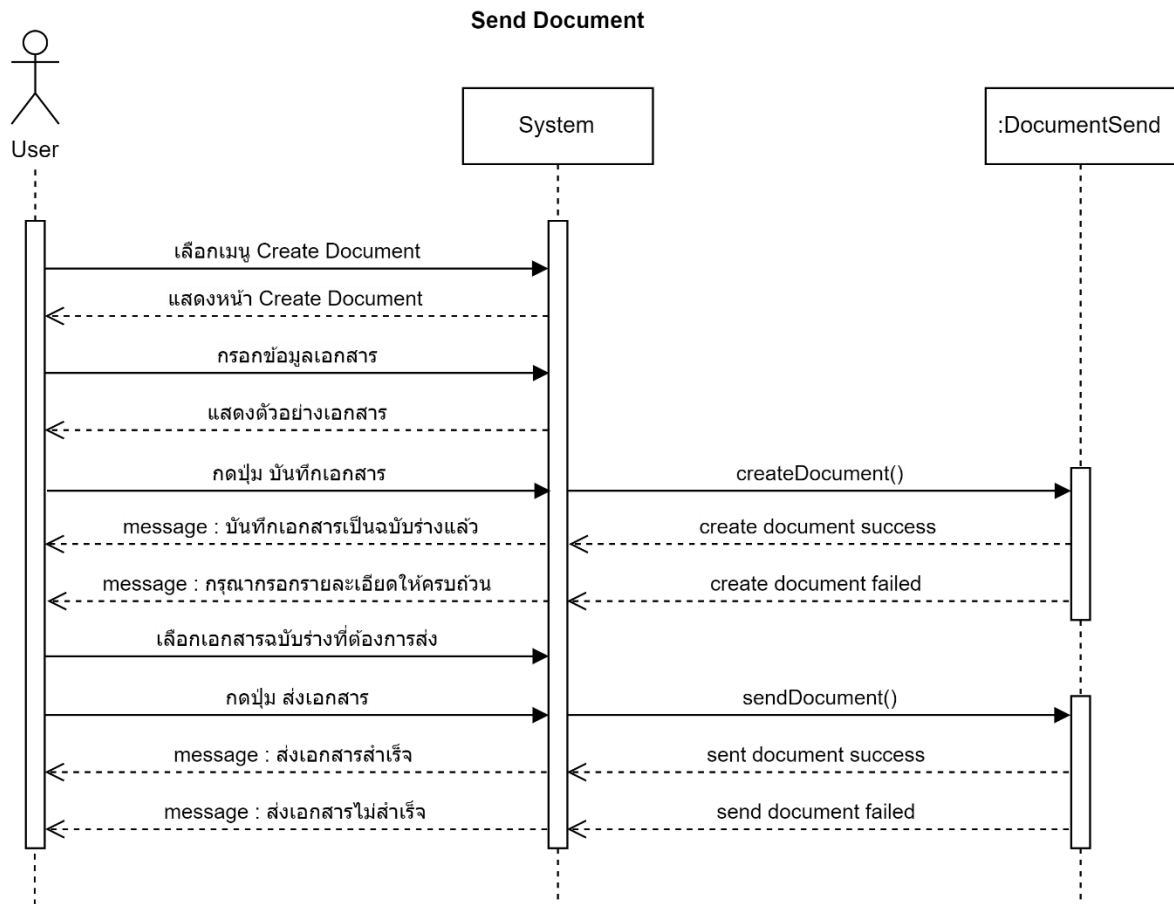 Send Document
User
System
:DocumentSend
เลือกเมนู Create Document
แสดงหน้า Create Document
กรอกข้อมูลเอกสาร
แสดงตัวอย่างเอกสาร
กดปุ่ม บันทึกเอกสาร
createDocument()
message : บันทึกเอกสารเป็นฉบับร่างแล้ว
create document success
message : กรุณากรอกรายละเอียดให้ครบถ้วน
create document failed
เลือกเอกสารฉบับร่างที่ต้องการส่ง
กดปุ่ม ส่งเอกสาร
sendDocument()
message : ส่งเอกสารสำเร็จ
sent document success
message : ส่งเอกสารไม่สำเร็จ
send document failed